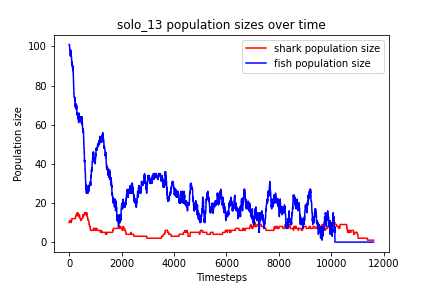 solo_13 population sizes over time
shark population size
fish population size
Population size
100
80
60
40
20
0
0
2000
4000
6000
8000
10000
12000
Timesteps